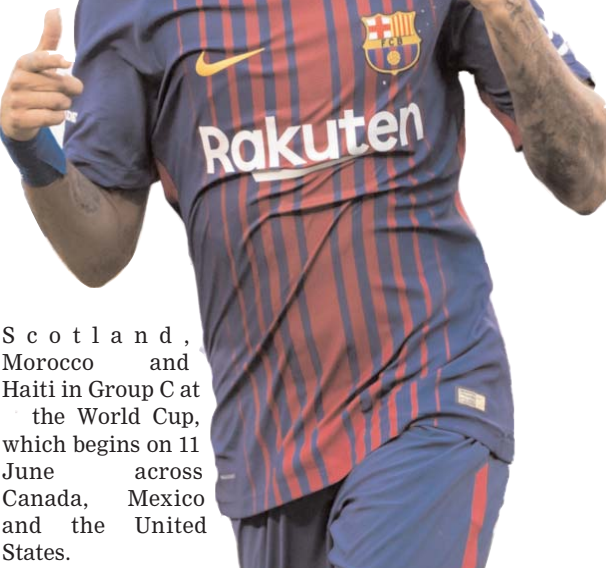 FCB
Rakuten
Scotland,
Morocco and
Haiti in Group C at
the World Cup,
which begins on 11
June across
Canada, Mexico
and the United
States.